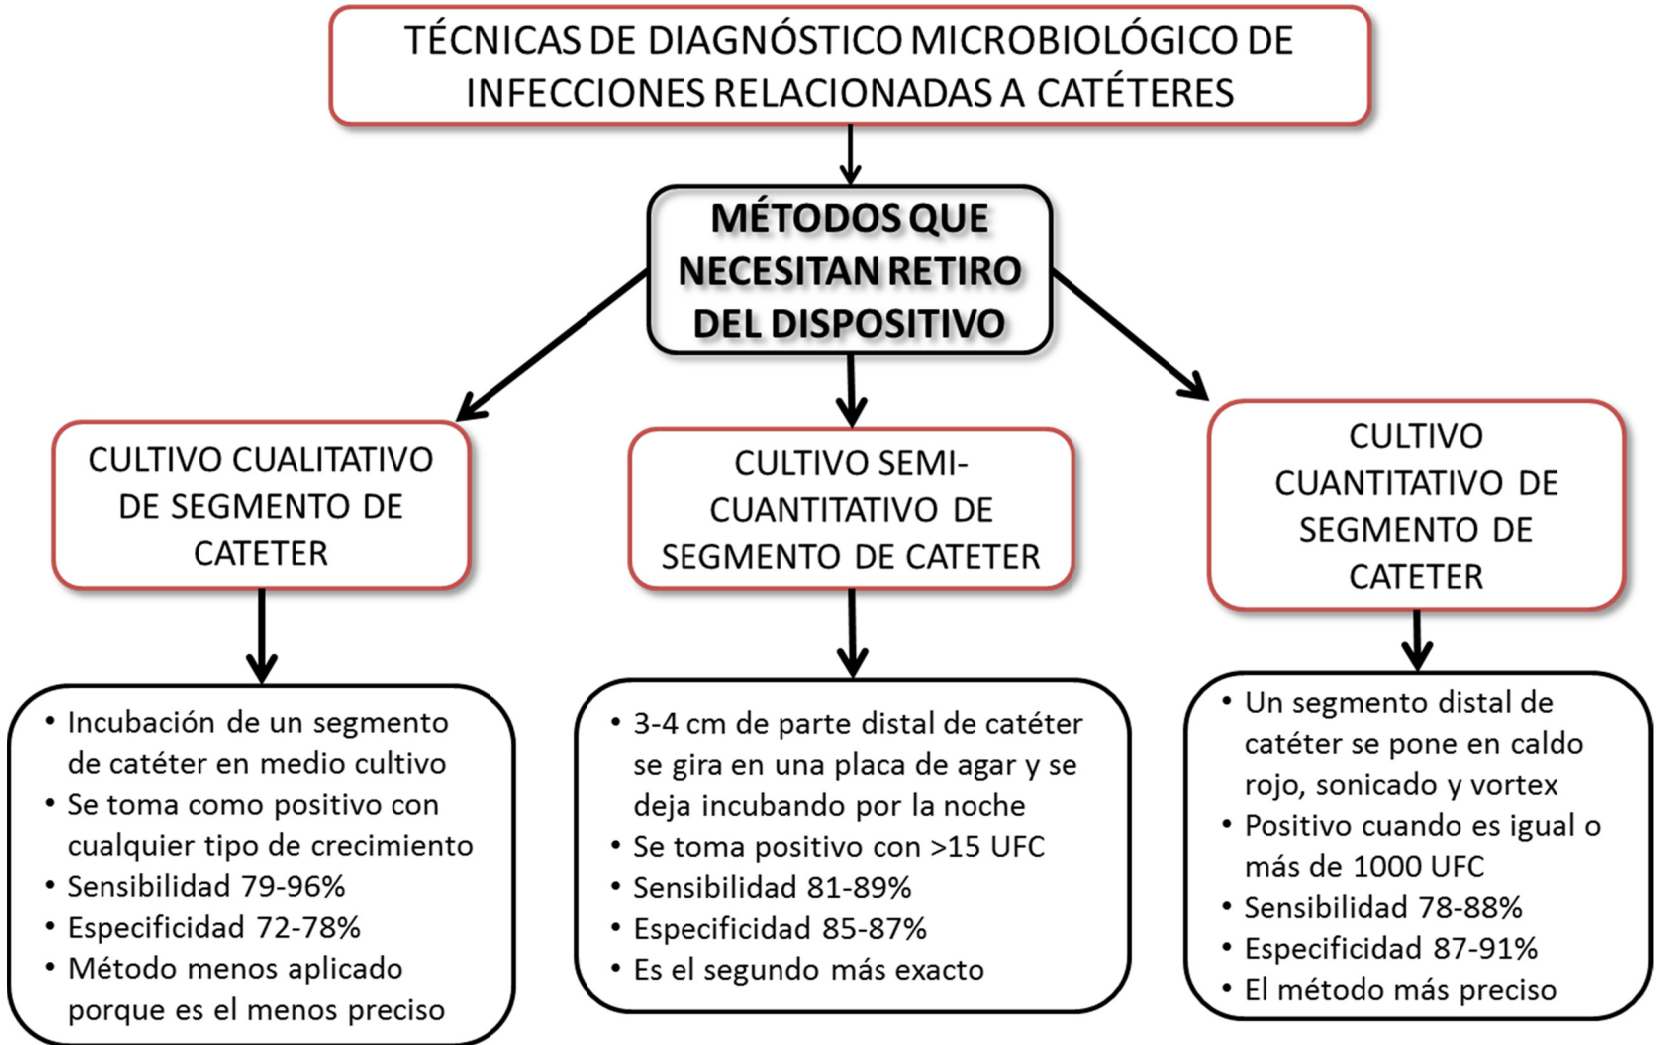 TÉCNICAS DE DIAGNÓSTICO MICROBIOLÓGICO DE
INFECCIONES RELACIONADAS A CATÉTERES
MÉTODOS QUE
NECESITAN RETIRO
DEL DISPOSITIVO
CULTIVO CUALITATIVO
DE SEGMENTO DE
CATETER
• Incubación de un segmento
de catéter en medio cultivo
• Se toma como positivo con
cualquier tipo de crecimiento
• Sensibilidad 79-96%
• Especificidad 72-78%
• Método menos aplicado
porque es el menos preciso
CULTIVO SEMI-
CUANTITATIVO DE
SEGMENTO DE CATETER
• 3-4 cm de parte distal de catéter
se gira en una placa de agar y se
deja incubando por la noche
• Se toma positivo con >15 UFC
• Sensibilidad 81-89%
• Especificidad 85-87%
• Es el segundo más exacto
CULTIVO
CUANTITATIVO DE
SEGMENTO DE
CATETER
• Un segmento distal de
catéter se pone en caldo
rojo, sonicado y vortex
• Positivo cuando es igual o
más de 1000 UFC
• Sensibilidad 78-88%
• Especificidad 87-91%
• El método más preciso